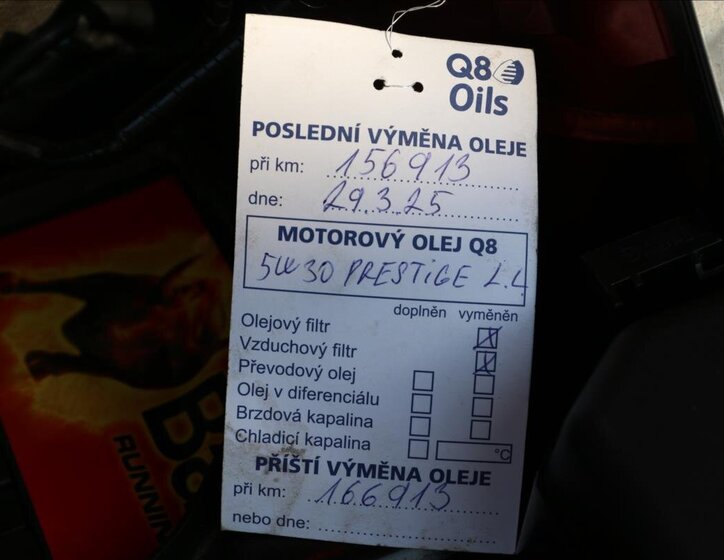 Q8
Oils
POSLEDNÍ VÝMĚNA OLEJE
při km: 156913
dne: 29.3.25
MOTOROVÝ OLEJ Q8
5W30 PRESTIGE L.L
doplněn vyměněn
Olejový filtr
Vzduchový filtr
Převodový olej
Olej v diferenciálu
Brzdová kapalina
Chladicí kapalina °C
PŘÍŠTÍ VÝMĚNA OLEJE
při km: 166913
nebo dne: